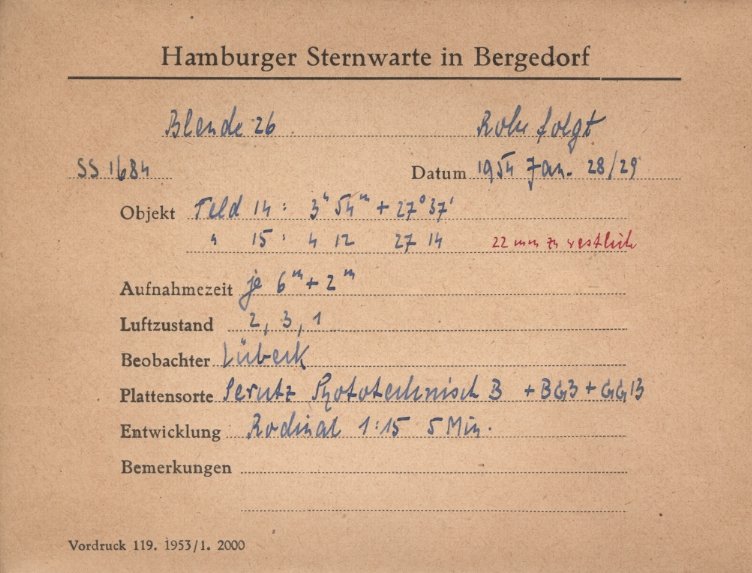 Hamburger Sternwarte in Bergedorf
Blende 26 Rohr folgt
SS 1684 Datum 1954 Jan. 28/29
Objekt Feld 14: 3ʰ 54ᵐ + 27° 37'
" 15: 4 12 27 14 22 mm zu westlich
Aufnahmezeit je 6ᵐ + 2ᵐ
Luftzustand 2, 3, 1
Beobachter Lübeck
Plattensorte Perutz Phototechnisch B + BG3 + GG13
Entwicklung Rodinal 1:15 5 Min.
Bemerkungen
Vordruck 119. 1953/1. 2000